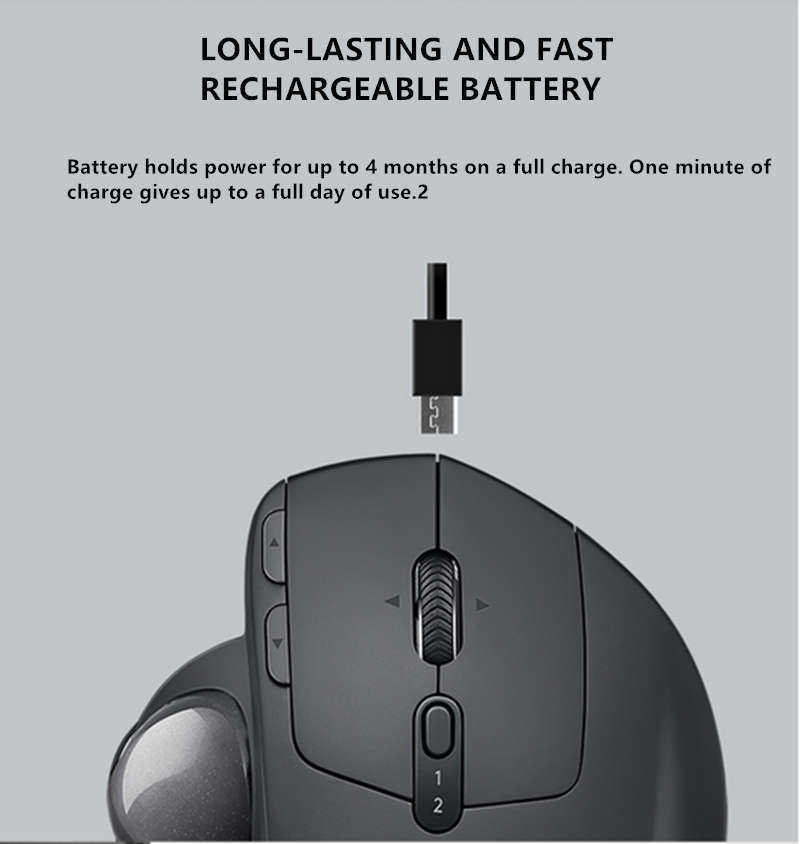 LONG-LASTING AND FAST
RECHARGEABLE BATTERY
Battery holds power for up to 4 months on a full charge. One minute of
charge gives up to a full day of use.2
1
2